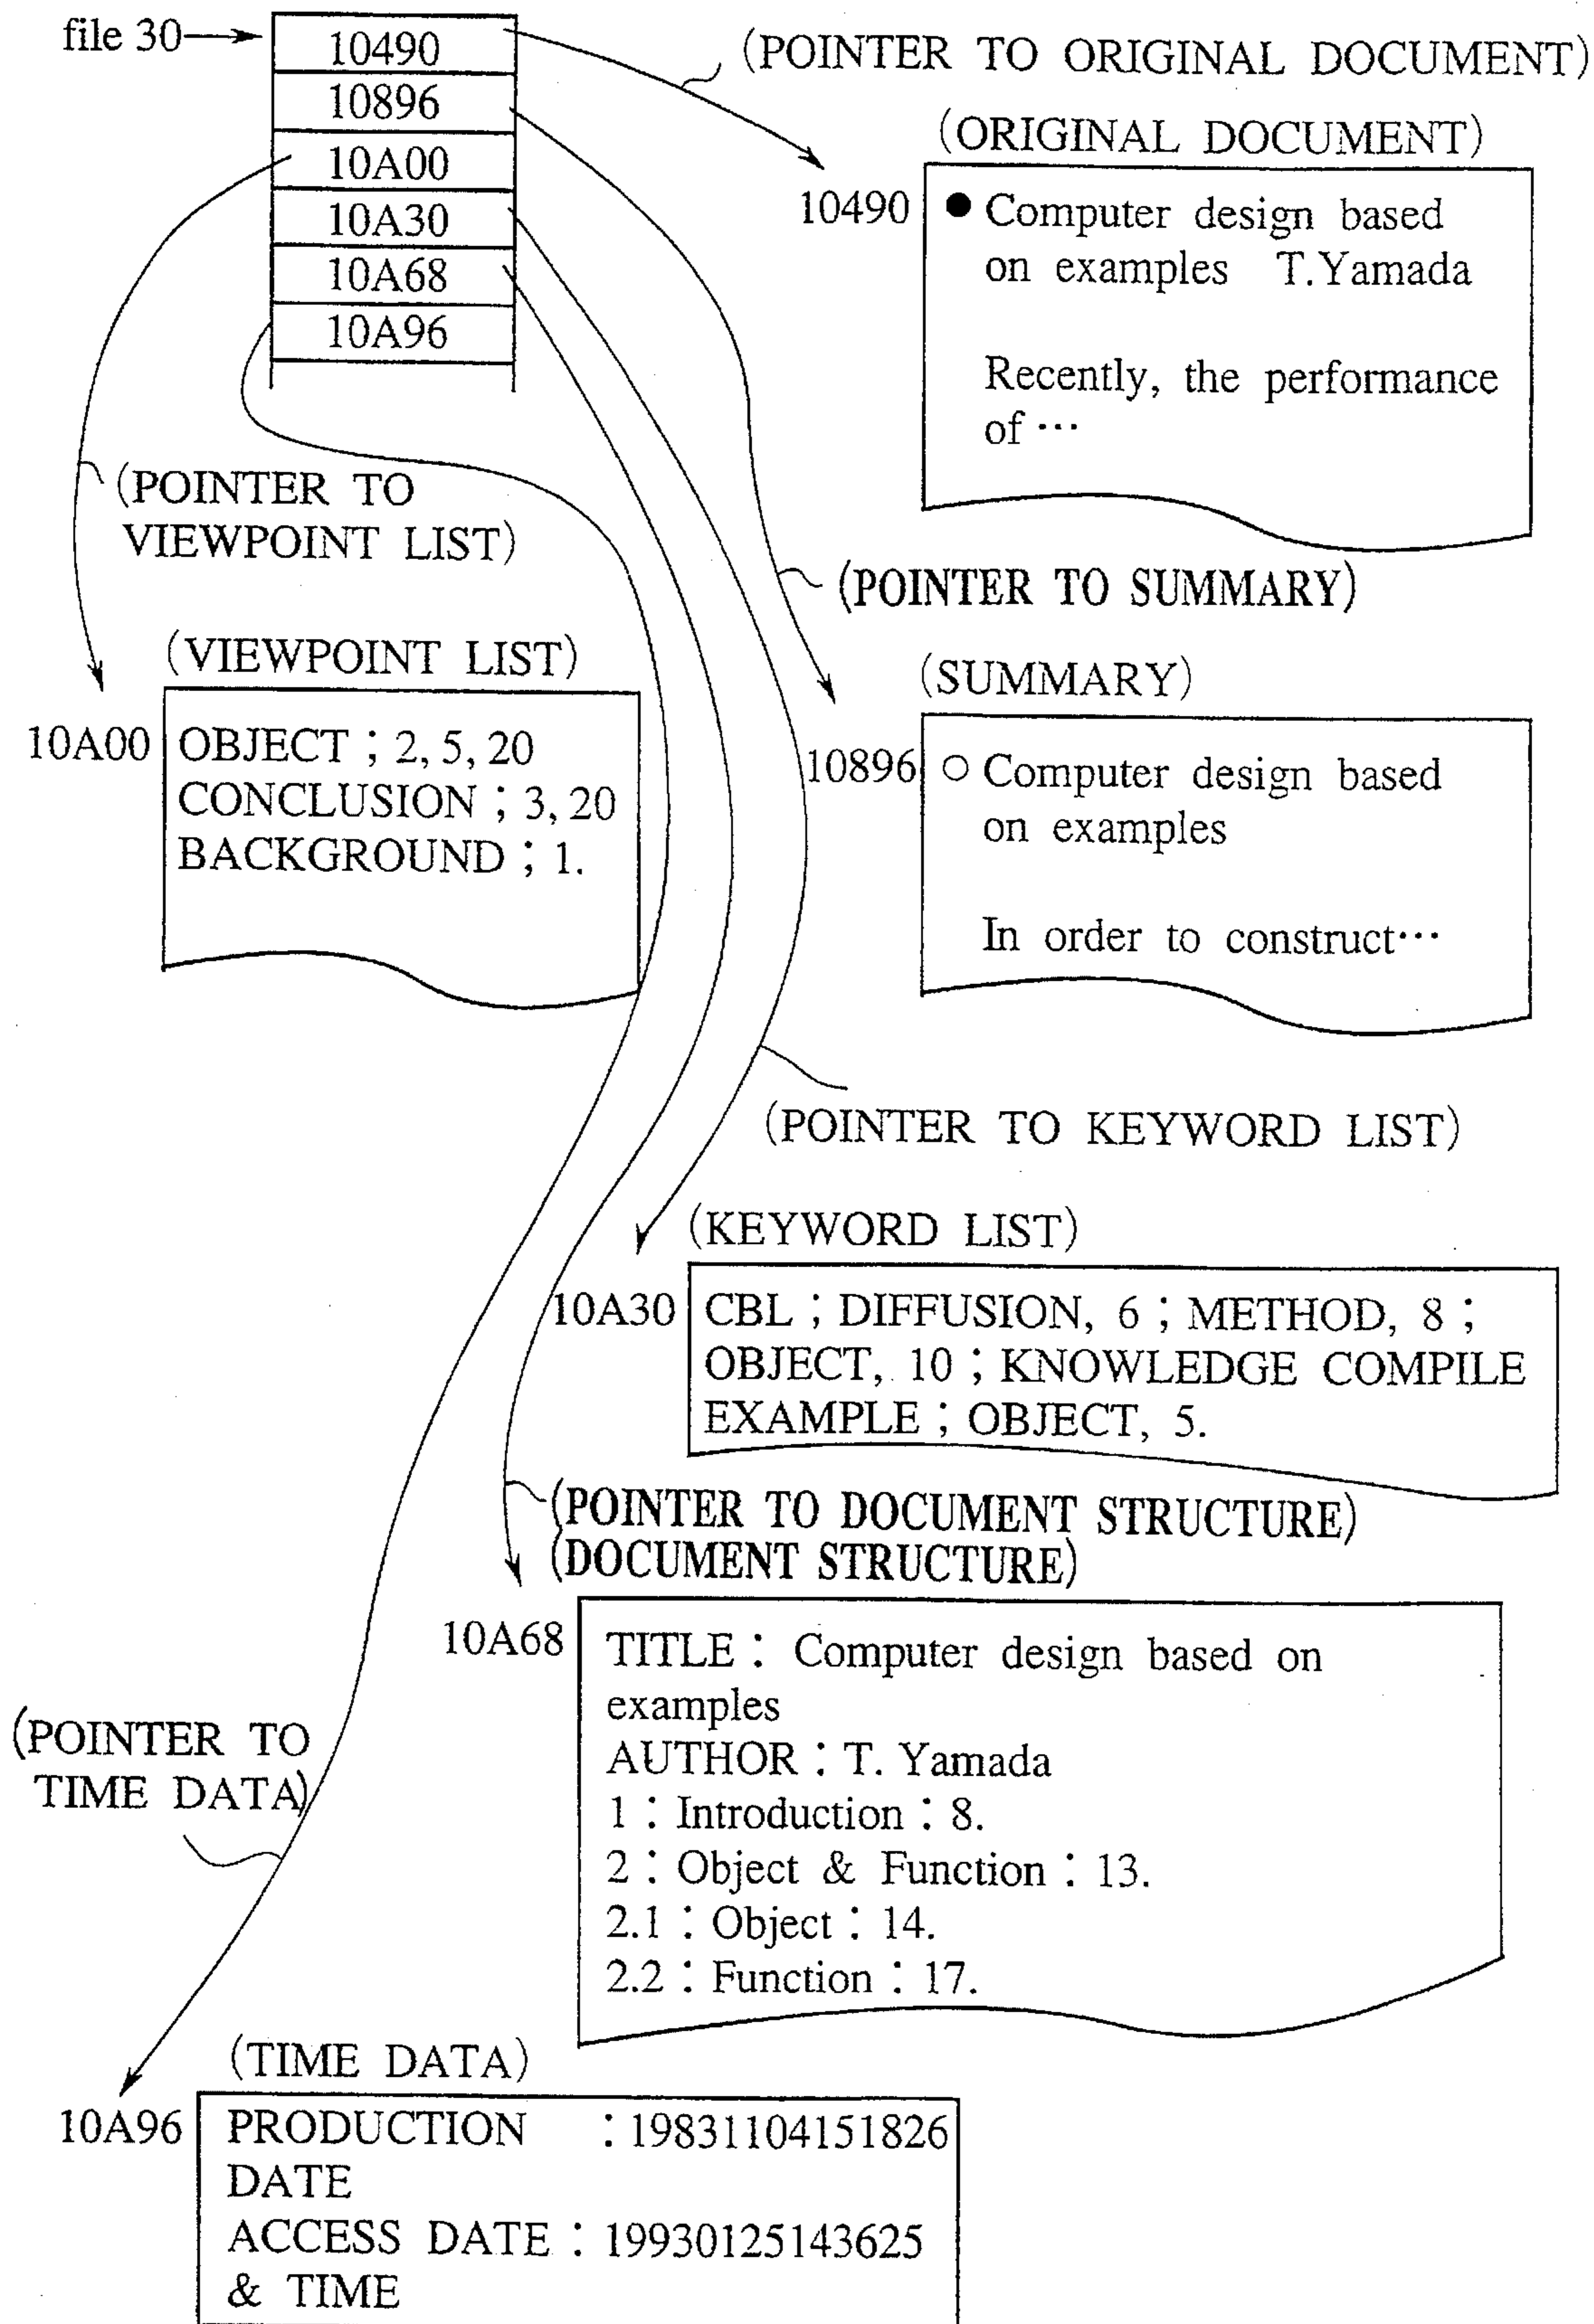 file 30
10490
10896
10A00
10A30
10A68
10A96
(POINTER TO ORIGINAL DOCUMENT)
(ORIGINAL DOCUMENT)
10490
● Computer design based
on examples T.Yamada
Recently, the performance
of ···
(POINTER TO
VIEWPOINT LIST)
(POINTER TO SUMMARY)
(VIEWPOINT LIST)
10A00
OBJECT ; 2, 5, 20
CONCLUSION ; 3, 20
BACKGROUND ; 1.
(SUMMARY)
10896
○ Computer design based
on examples
In order to construct···
(POINTER TO KEYWORD LIST)
(KEYWORD LIST)
10A30
CBL ; DIFFUSION, 6 ; METHOD, 8 ;
OBJECT, 10 ; KNOWLEDGE COMPILE
EXAMPLE ; OBJECT, 5.
(POINTER TO DOCUMENT STRUCTURE)
(DOCUMENT STRUCTURE)
10A68
TITLE : Computer design based on
examples
AUTHOR : T. Yamada
1 : Introduction : 8.
2 : Object & Function : 13.
2.1 : Object : 14.
2.2 : Function : 17.
(POINTER TO
TIME DATA)
(TIME DATA)
10A96
PRODUCTION : 19831104151826
DATE
ACCESS DATE : 19930125143625
& TIME